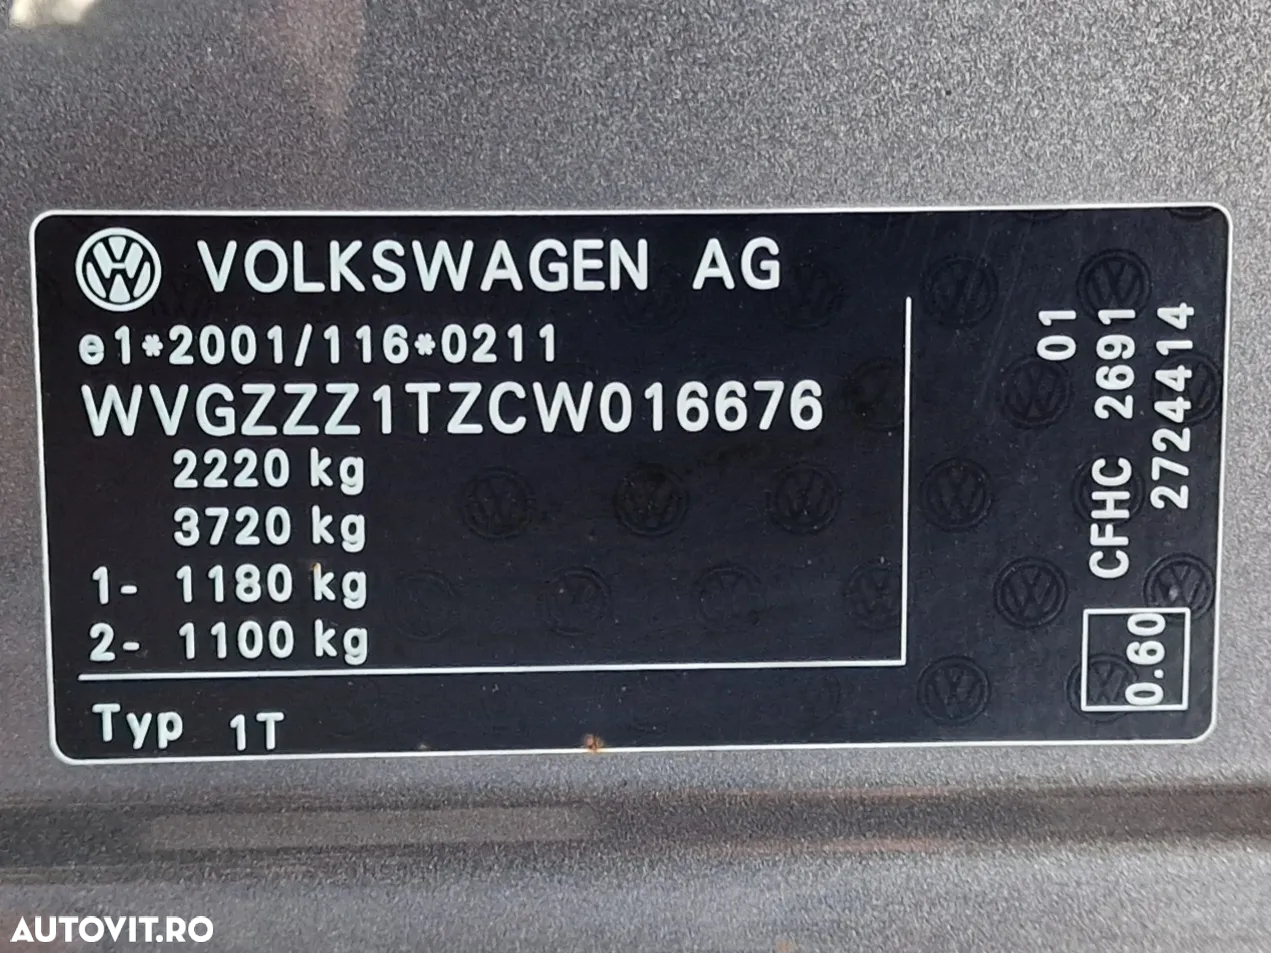 VOLKSWAGEN AG
e1*2001/116*0211
WVGZZZ1TZCW016676
2220 kg
3720 kg
1- 1180 kg
2- 1100 kg
Typ 1T
01
CFHC 2691
2724414
0.60
AUTOVIT.RO